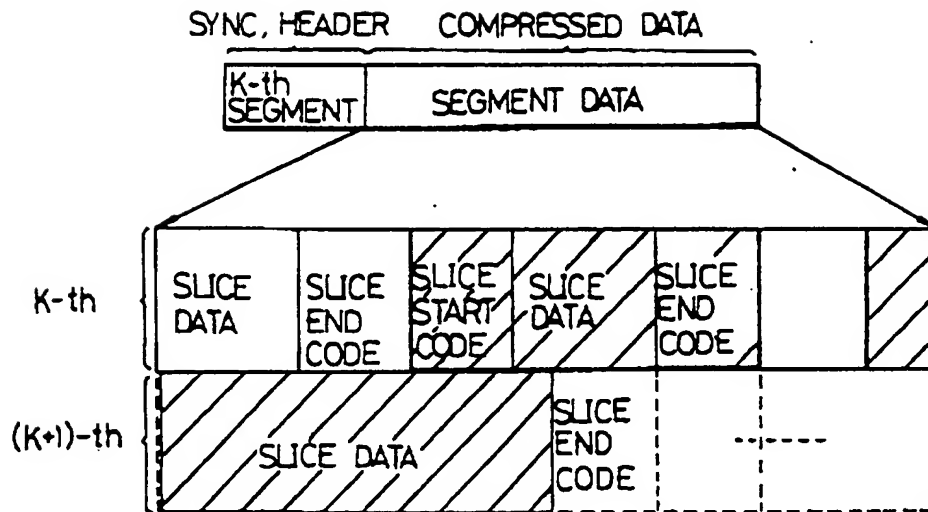 SYNC, HEADER COMPRESSED DATA
K-th
SEGMENT
SEGMENT DATA
K-th
SLICE
DATA
SLICE
END
CODE
SLICE
START
CODE
SLICE
DATA
SLICE
END
CODE
(K+1)-th
SLICE DATA
SLICE
END
CODE